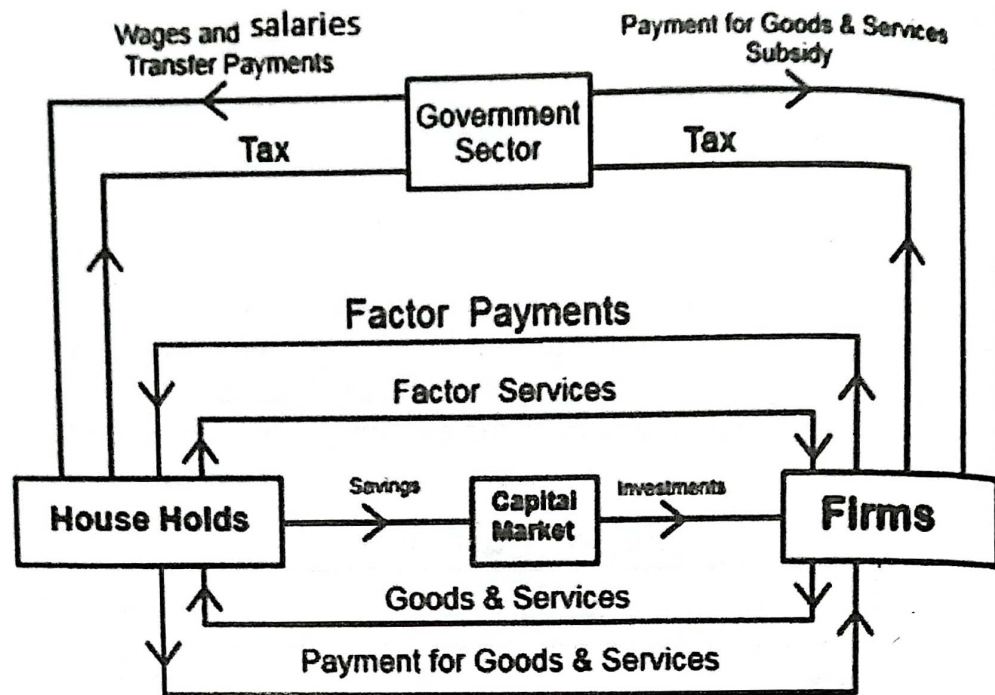 Wages and salaries
Transfer Payments
Payment for Goods & Services
Subsidy
Government
Sector
Tax
Tax
Factor Payments
Factor Services
Savings
Investments
House Holds
Capital
Market
Firms
Goods & Services
Payment for Goods & Services